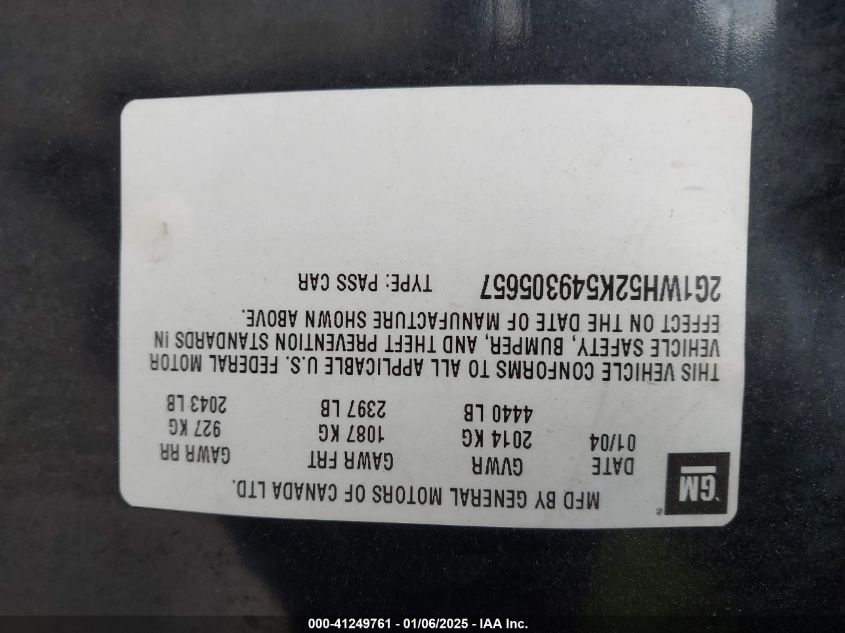 GM
MFD BY GENERAL MOTORS OF CANADA LTD.
DATE GVWR GAWR FRT GAWR RR
01/04 2014 KG 1087 KG 927 KG
4440 LB 2397 LB 2043 LB
THIS VEHICLE CONFORMS TO ALL APPLICABLE U.S. FEDERAL MOTOR
VEHICLE SAFETY, BUMPER, AND THEFT PREVENTION STANDARDS IN
EFFECT ON THE DATE OF MANUFACTURE SHOWN ABOVE.
2G1WH52K549305657 TYPE: PASS CAR
000-41249761 - 01/06/2025 - IAA Inc.